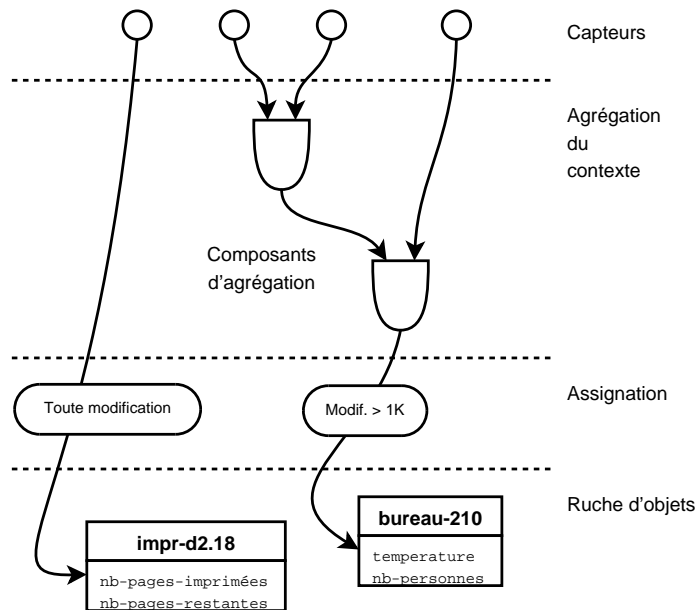 Capteurs
Agrégation
du
contexte
Composants
d'agrégation
Assignation
Toute modification
Modif. > 1K
Ruche d'objets
bureau-210
temperature
nb-personnes
impr-d2.18
nb-pages-imprimées
nb-pages-restantes